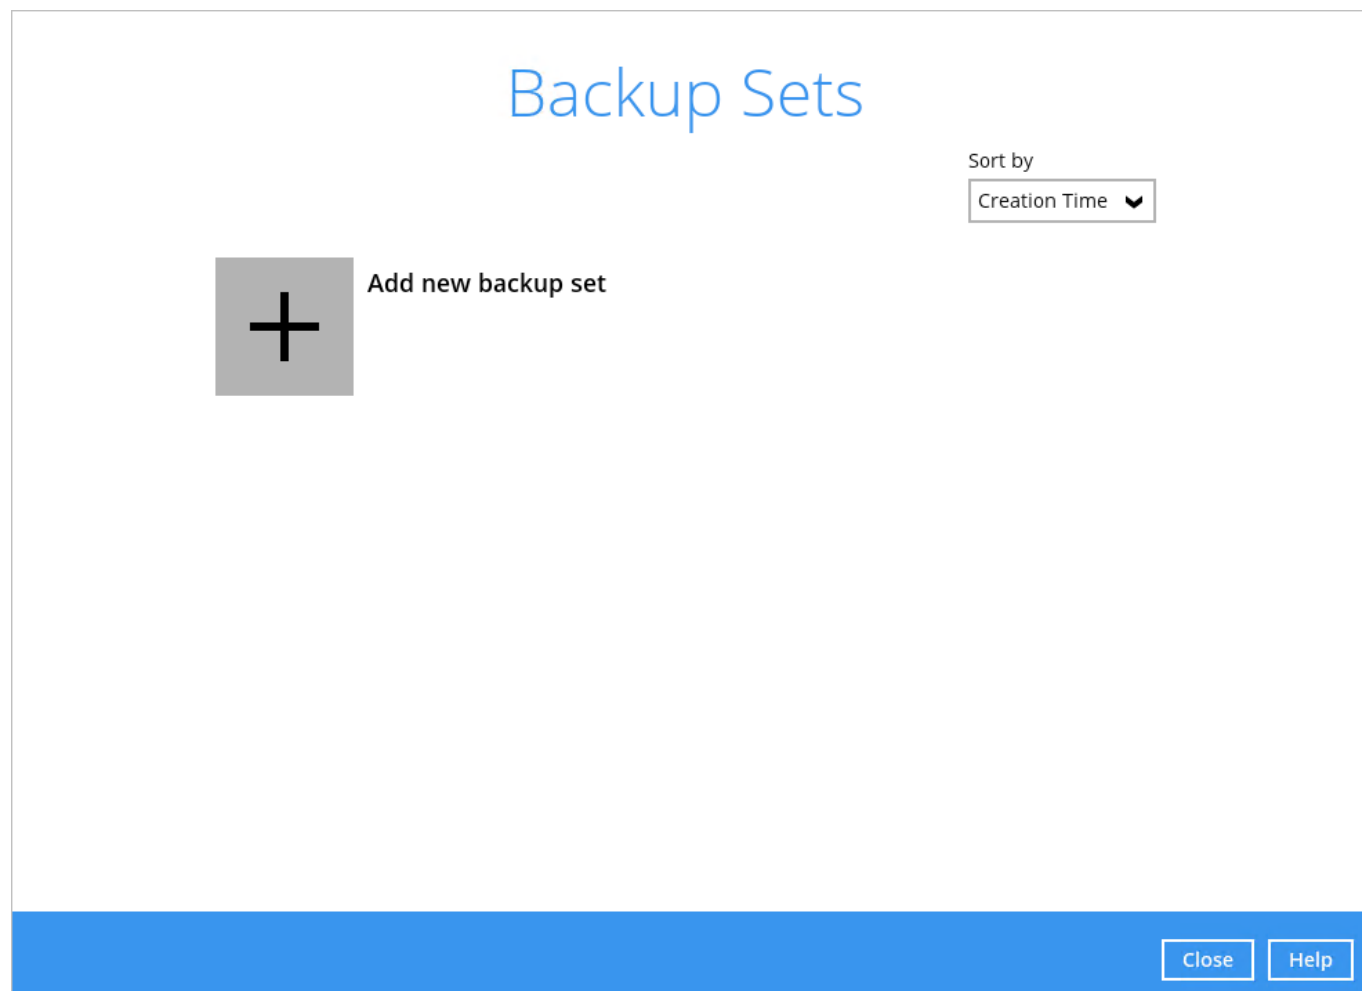 Backup Sets
Sort by
Creation Time
Add new backup set
Close
Help